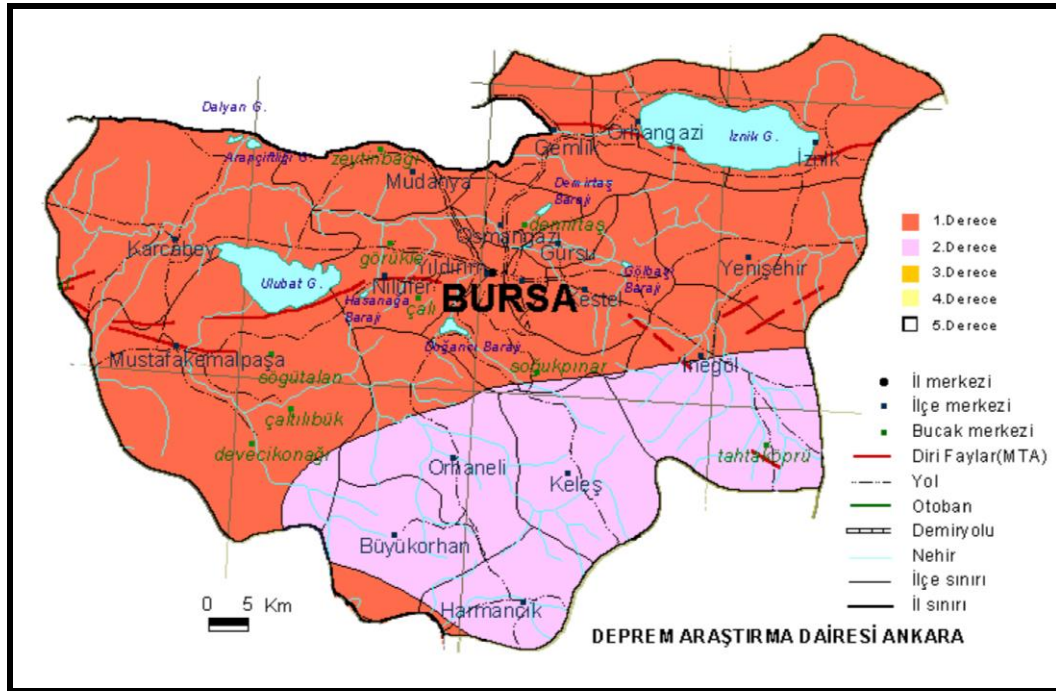 Dalyan G.
Arapçiftliği G.
zeytinbağı
Mudanya
Gemlik
Orhangazi
İznik G.
İznik
Demirtaş
Barajı
demirtaş
Osmangazi
Gürsu
Karcabey
görükle
Yıldırım
Gölbaşı
Barajı
Yenişehir
Ulubat G.
Nilüfer
Hasanağa
Barajı
çalı
BURSA
Kestel
Mustafakemalpaşa
Doğancı Barajı
soğukpınar
İnegöl
söğütalan
çaltılıbük
devecikonağı
Orhaneli
Keleş
tahtaköprü
Büyükorhan
Harmancık
0 5 Km
1.Derece
2.Derece
3.Derece
4.Derece
5.Derece
İl merkezi
İlçe merkezi
Bucak merkezi
Diri Faylar(MTA)
Yol
Otoban
Demiryolu
Nehir
İlçe sınırı
İl sınırı
DEPREM ARAŞTIRMA DAİRESİ ANKARA